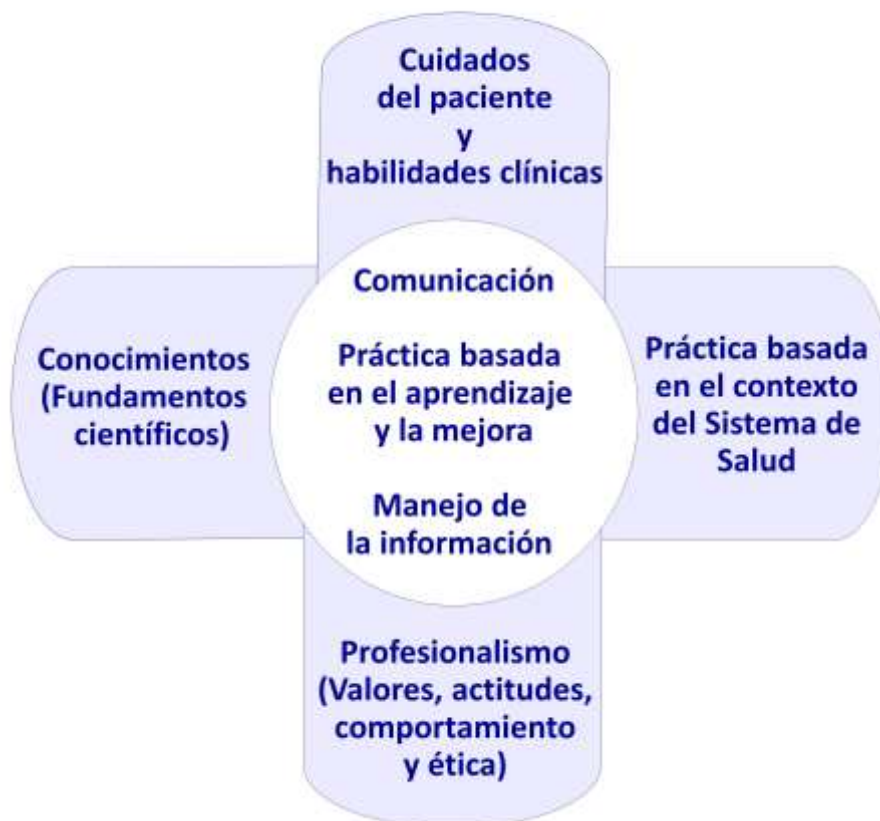 Cuidados
del paciente
y
habilidades clínicas
Conocimientos
(Fundamentos
científicos)
Comunicación
Práctica basada
en el aprendizaje
y la mejora
Manejo de
la información
Práctica basada
en el contexto
del Sistema de
Salud
Profesionalismo
(Valores, actitudes,
comportamiento
y ética)